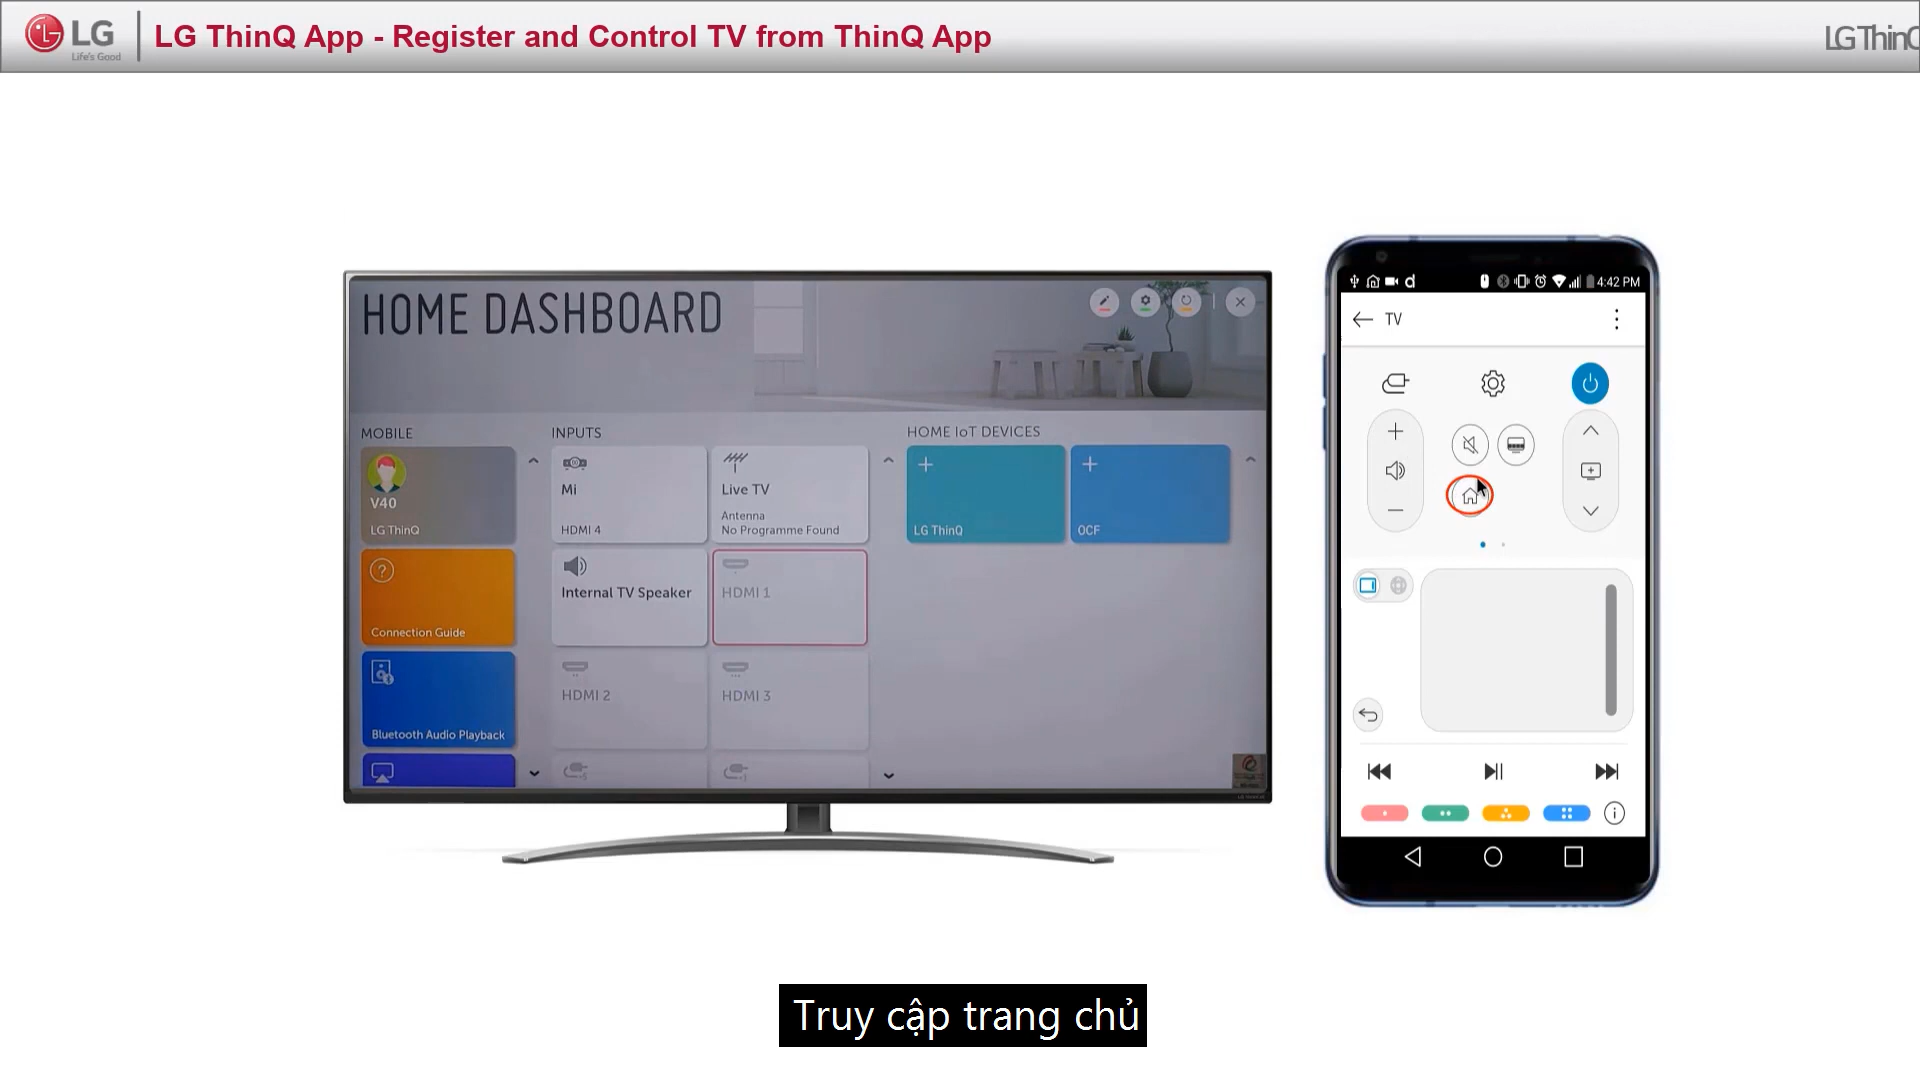 LG
Life's Good
LG ThinQ App - Register and Control TV from ThinQ App
LG ThinQ
HOME DASHBOARD
MOBILE
INPUTS
HOME IoT DEVICES
V40
LG ThinQ
Mi
HDMI 4
Live TV
Antenna
No Programme Found
LG ThinQ
OCF
Connection Guide
Internal TV Speaker
HDMI 1
Bluetooth Audio Playback
HDMI 2
HDMI 3
4:42 PM
TV
Truy cập trang chủ